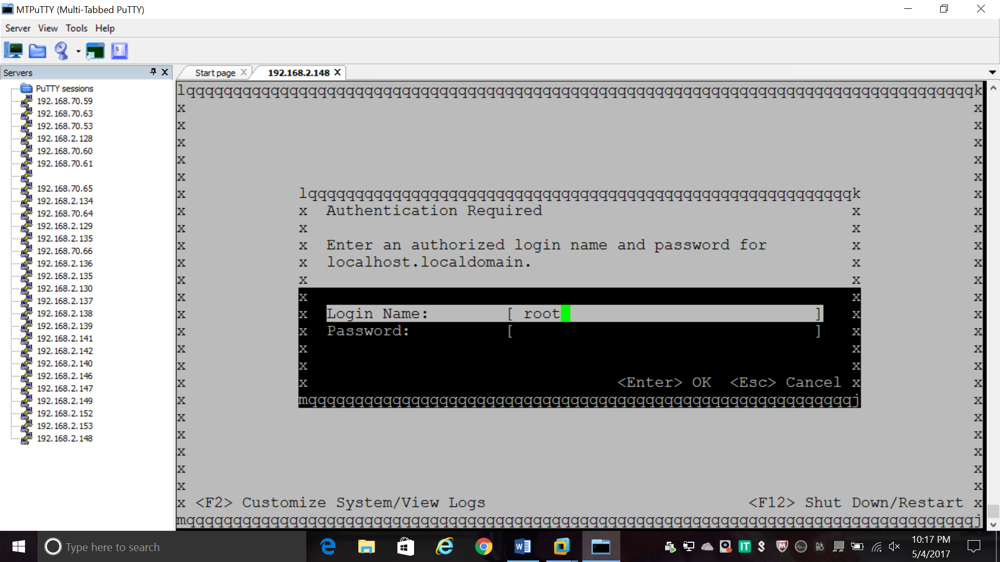 MTPuTTY (Multi-Tabbed PuTTY)
Server View Tools Help
Servers
Start page
192.168.2.148
PuTTY sessions
192.168.70.59
192.168.70.63
192.168.70.53
192.168.2.128
192.168.70.60
192.168.70.61
192.168.70.65
192.168.2.134
192.168.70.64
192.168.2.129
192.168.2.135
192.168.70.66
192.168.2.136
192.168.2.135
192.168.2.130
192.168.2.137
192.168.2.138
192.168.2.139
192.168.2.141
192.168.2.142
192.168.2.140
192.168.2.146
192.168.2.147
192.168.2.149
192.168.2.152
192.168.2.153
192.168.2.148
Authentication Required
Enter an authorized login name and password for
localhost.localdomain.
Login Name: [ root ]
Password: [ ]
<Enter> OK <Esc> Cancel
<F2> Customize System/View Logs <F12> Shut Down/Restart
Type here to search
10:17 PM
5/4/2017